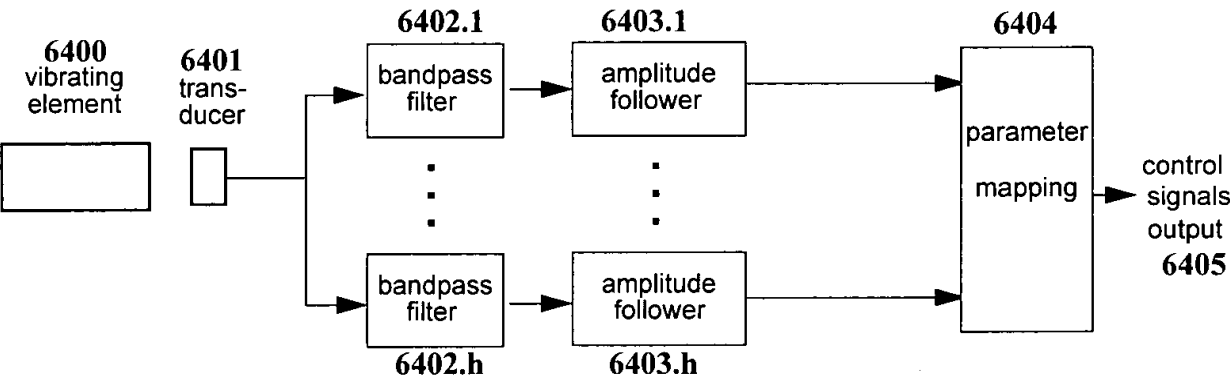 6400
vibrating
element
6401
trans-
ducer
6402.1
bandpass
filter
6403.1
amplitude
follower
bandpass
filter
6402.h
amplitude
follower
6403.h
6404
parameter
mapping
control
signals
output
6405